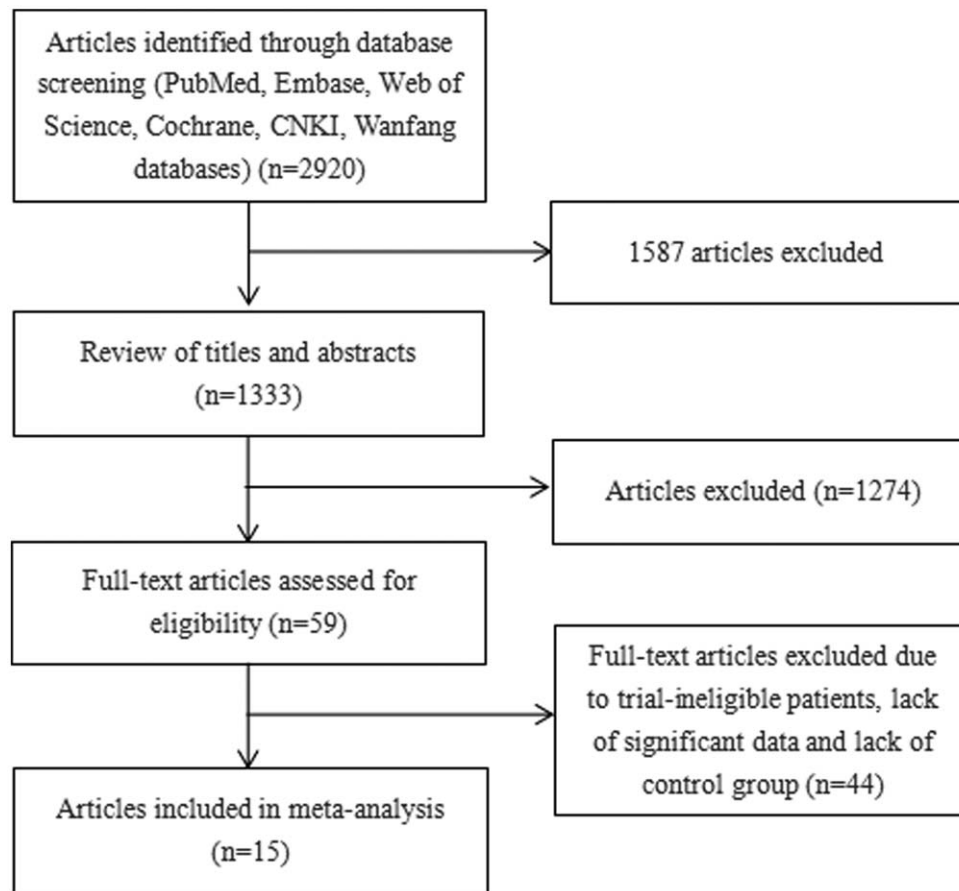 Articles identified through database
screening (PubMed, Embase, Web of
Science, Cochrane, CNKI, Wanfang
databases) (n=2920)
1587 articles excluded
Review of titles and abstracts
(n=1333)
Articles excluded (n=1274)
Full-text articles assessed for
eligibility (n=59)
Full-text articles excluded due
to trial-ineligible patients, lack
of significant data and lack of
control group (n=44)
Articles included in meta-analysis
(n=15)